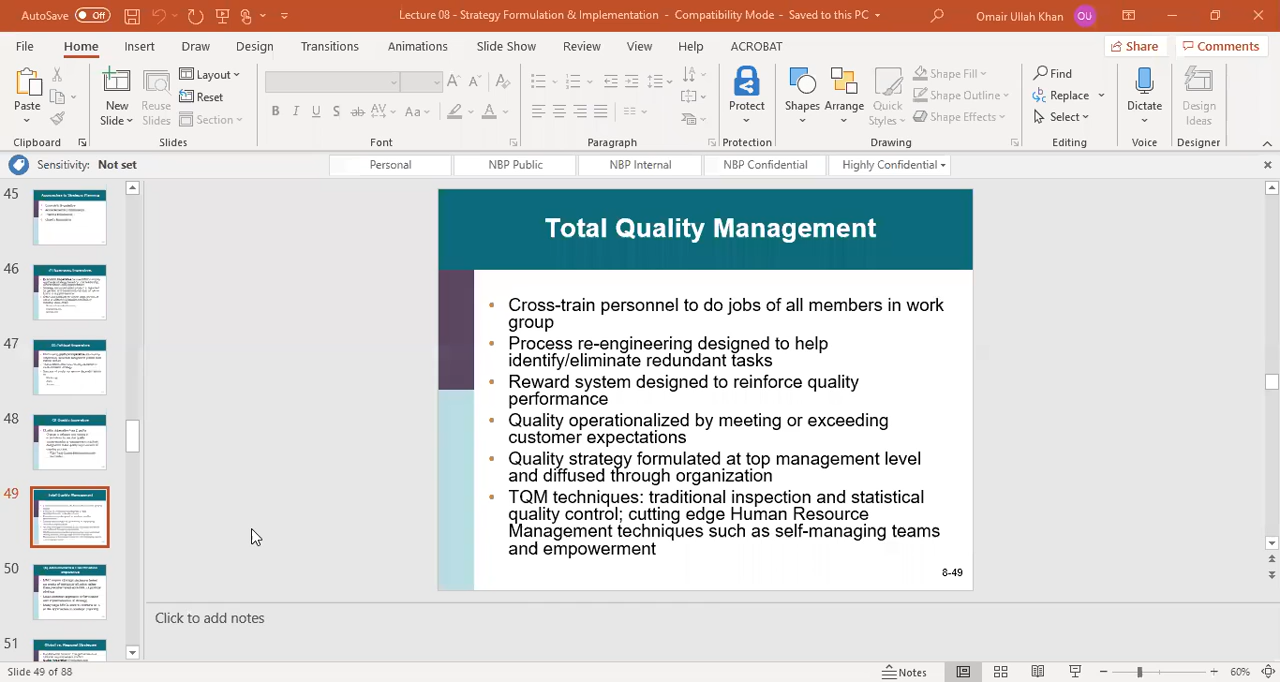 AutoSave Off Lecture 08 - Strategy Formulation & Implementation - Compatibility Mode - Saved to this PC Omair Ullah Khan OU
File Home Insert Draw Design Transitions Animations Slide Show Review View Help ACROBAT Share Comments
Paste New Slide Reuse Slides Layout Reset Section Protect Shapes Arrange Quick Styles Shape Fill Shape Outline Shape Effects Find Replace Select Dictate Design Ideas
Clipboard Slides Font Paragraph Protection Drawing Editing Voice Designer
Sensitivity: Not set Personal NBP Public NBP Internal NBP Confidential Highly Confidential
45
46
47
48
49
Total Quality Management
50
51
Total Quality Management
• Cross-train personnel to do jobs of all members in work
group
• Process re-engineering designed to help
identify/eliminate redundant tasks
• Reward system designed to reinforce quality
performance
• Quality operationalized by meeting or exceeding
customer expectations
• Quality strategy formulated at top management level
and diffused through organization
• TQM techniques: traditional inspection and statistical
quality control; cutting edge Human Resource
Management techniques such as self-managing teams
and empowerment
8-49
Click to add notes
Slide 49 of 88 Notes 60%